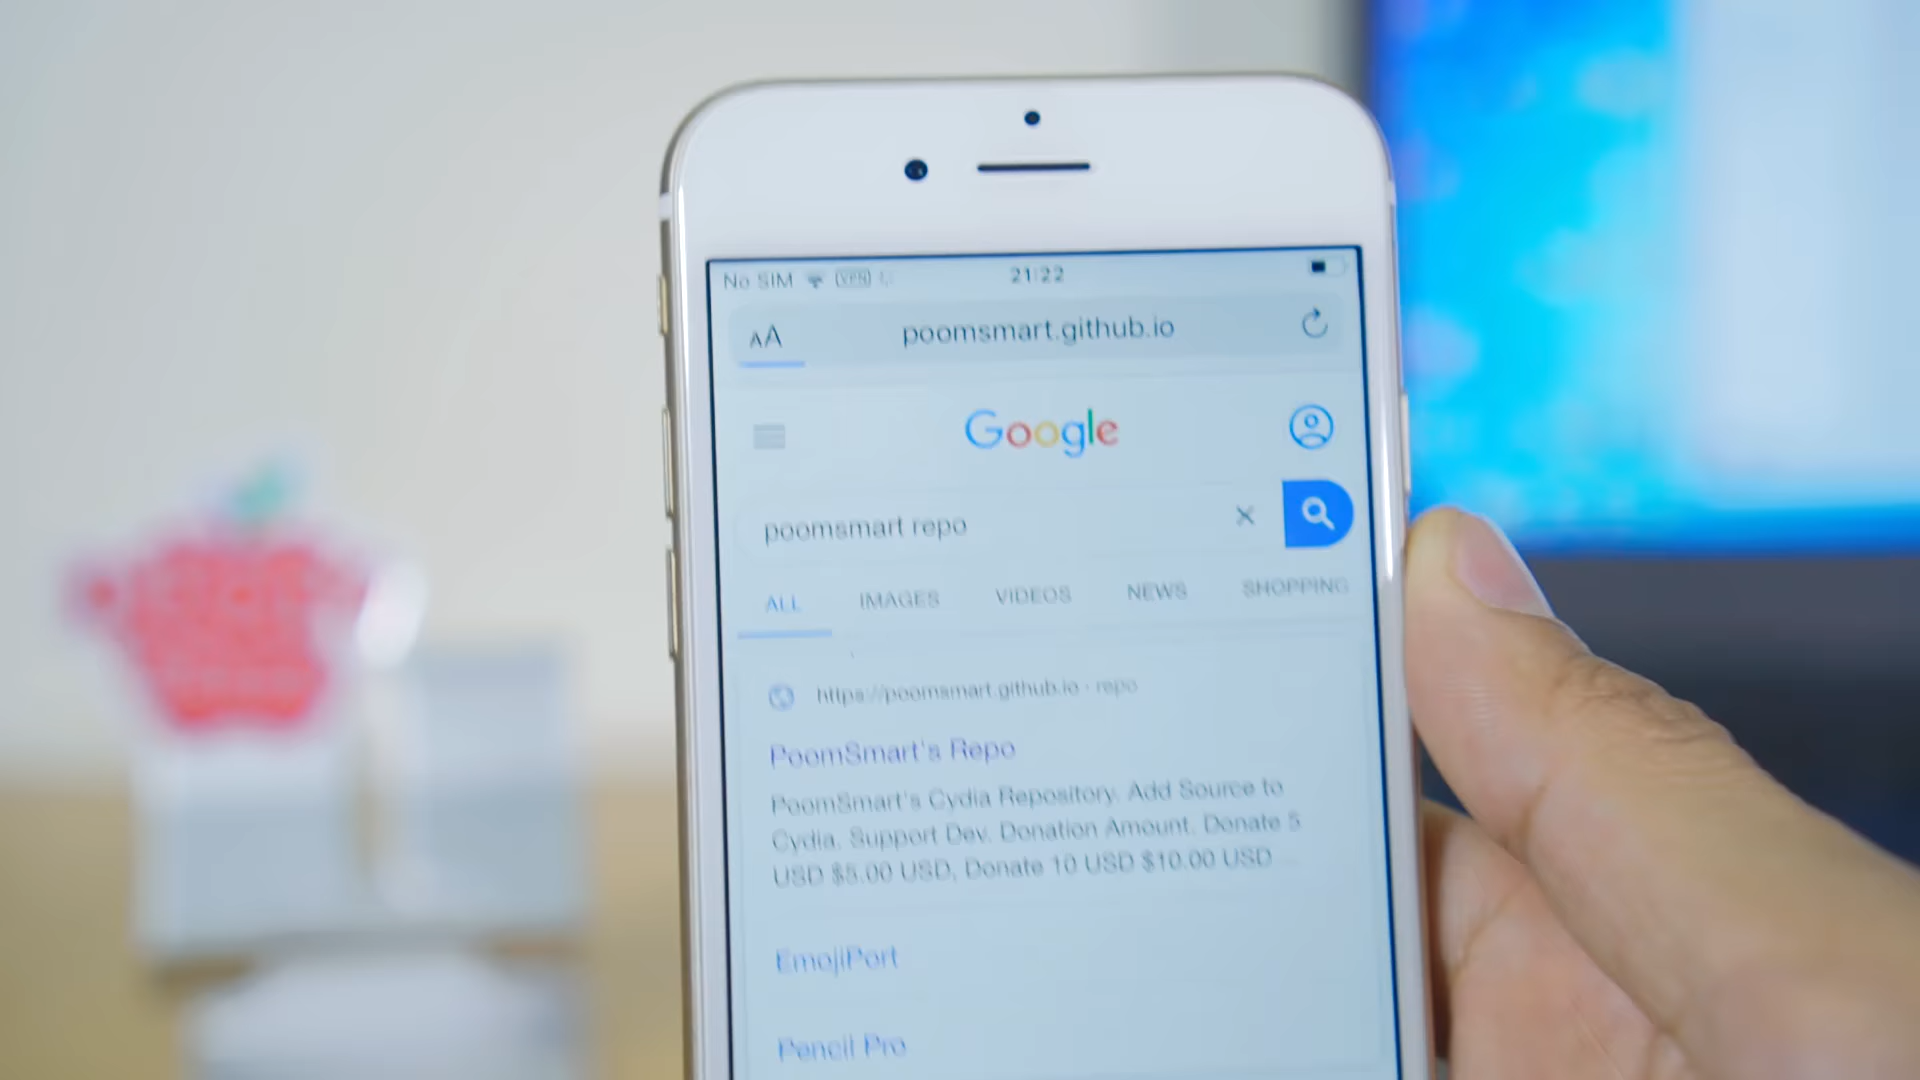 No SIM VPN 21:22
AA poomsmart.github.io
Google
poomsmart repo
ALL IMAGES VIDEOS NEWS SHOPPING
https://poomsmart.github.io › repo
PoomSmart's Repo
PoomSmart's Cydia Repository. Add Source to
Cydia. Support Dev. Donation Amount. Donate 5
USD $5.00 USD, Donate 10 USD $10.00 USD
EmojiPort
Pencil Pro